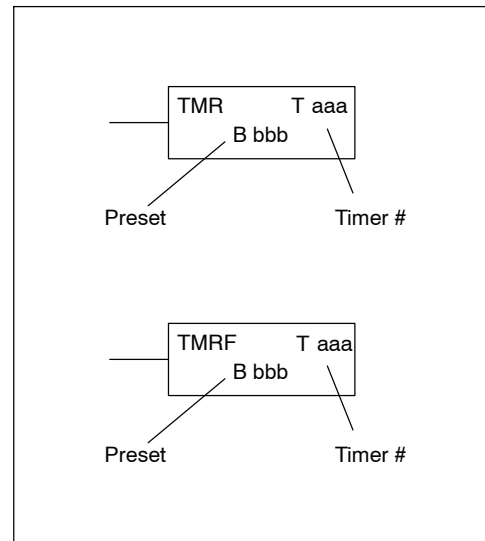 TMR T aaa
B bbb
Preset Timer #
TMRF T aaa
B bbb
Preset Timer #